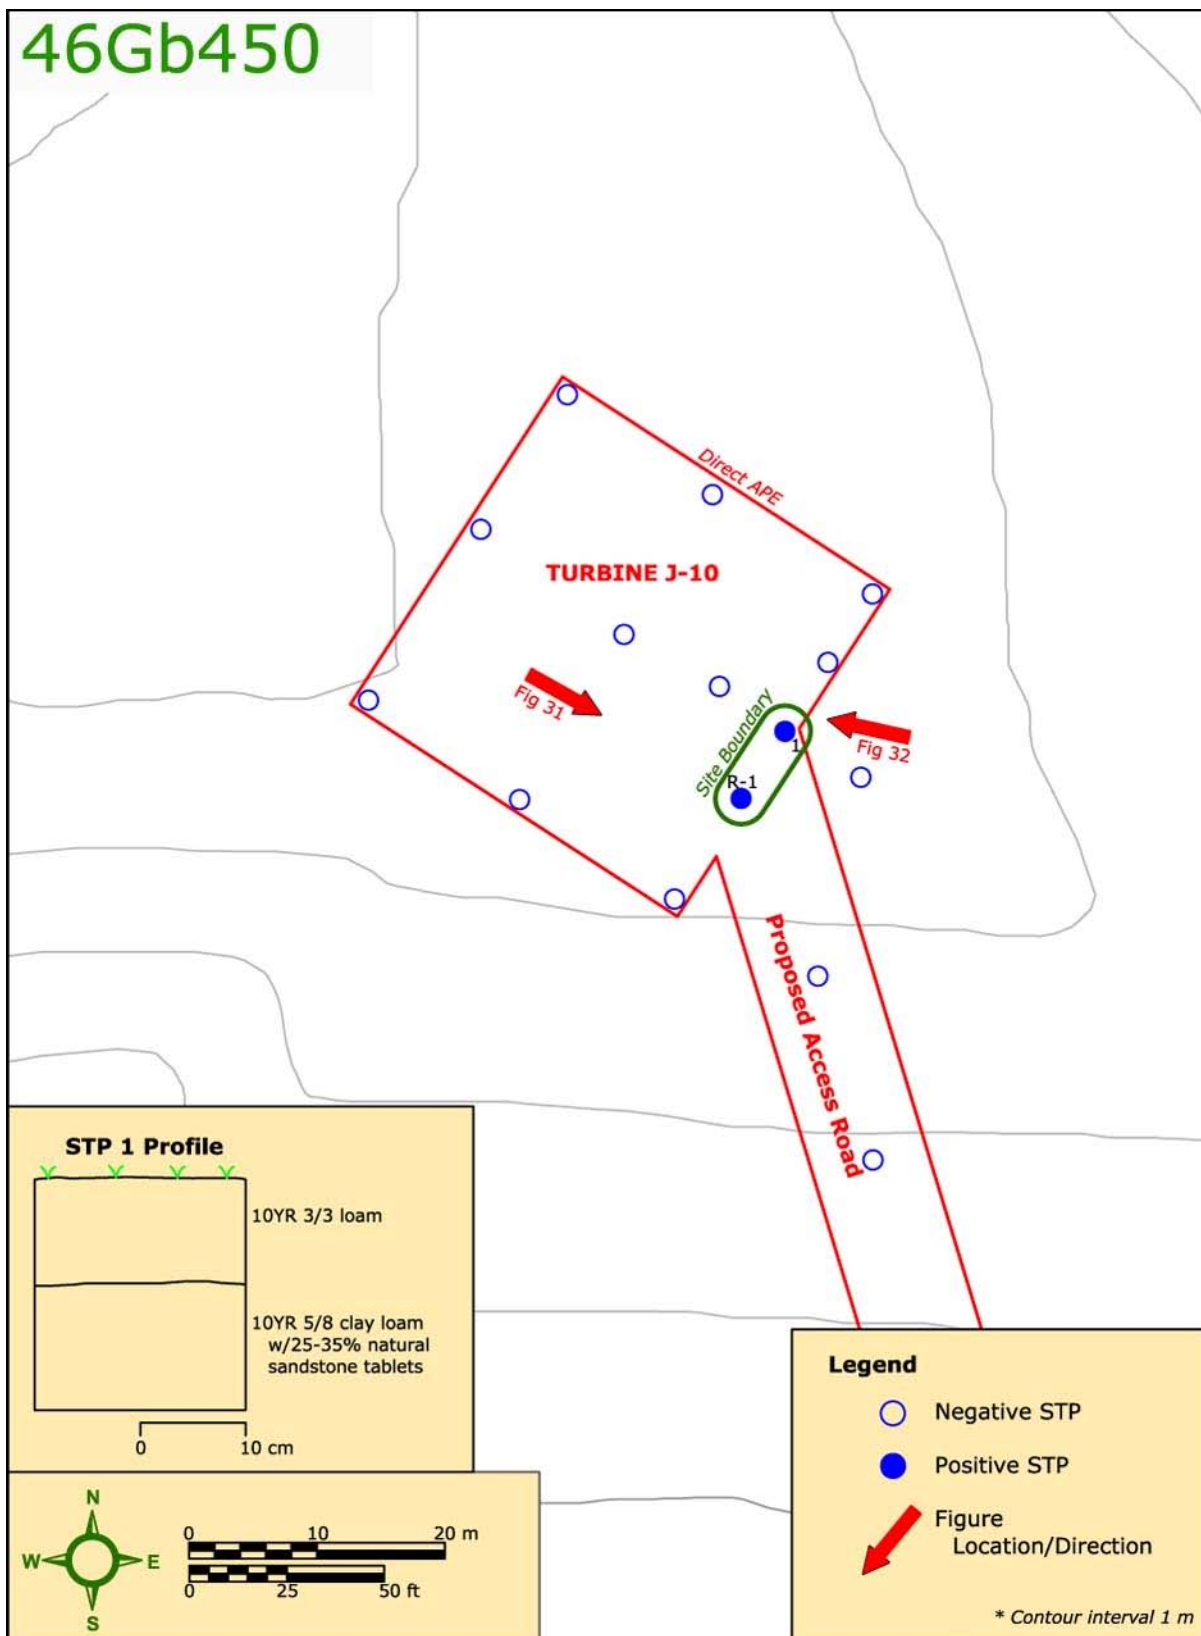 46Gb450
Direct APE
TURBINE J-10
Fig 31
Site Boundary
1
Fig 32
R-1
Proposed Access Road
STP 1 Profile
10YR 3/3 loam
10YR 5/8 clay loam
w/25-35% natural
sandstone tablets
0 10 cm
N
W E
S
0 10 20 m
0 25 50 ft
Legend
Negative STP
Positive STP
Figure
Location/Direction
* Contour interval 1 m